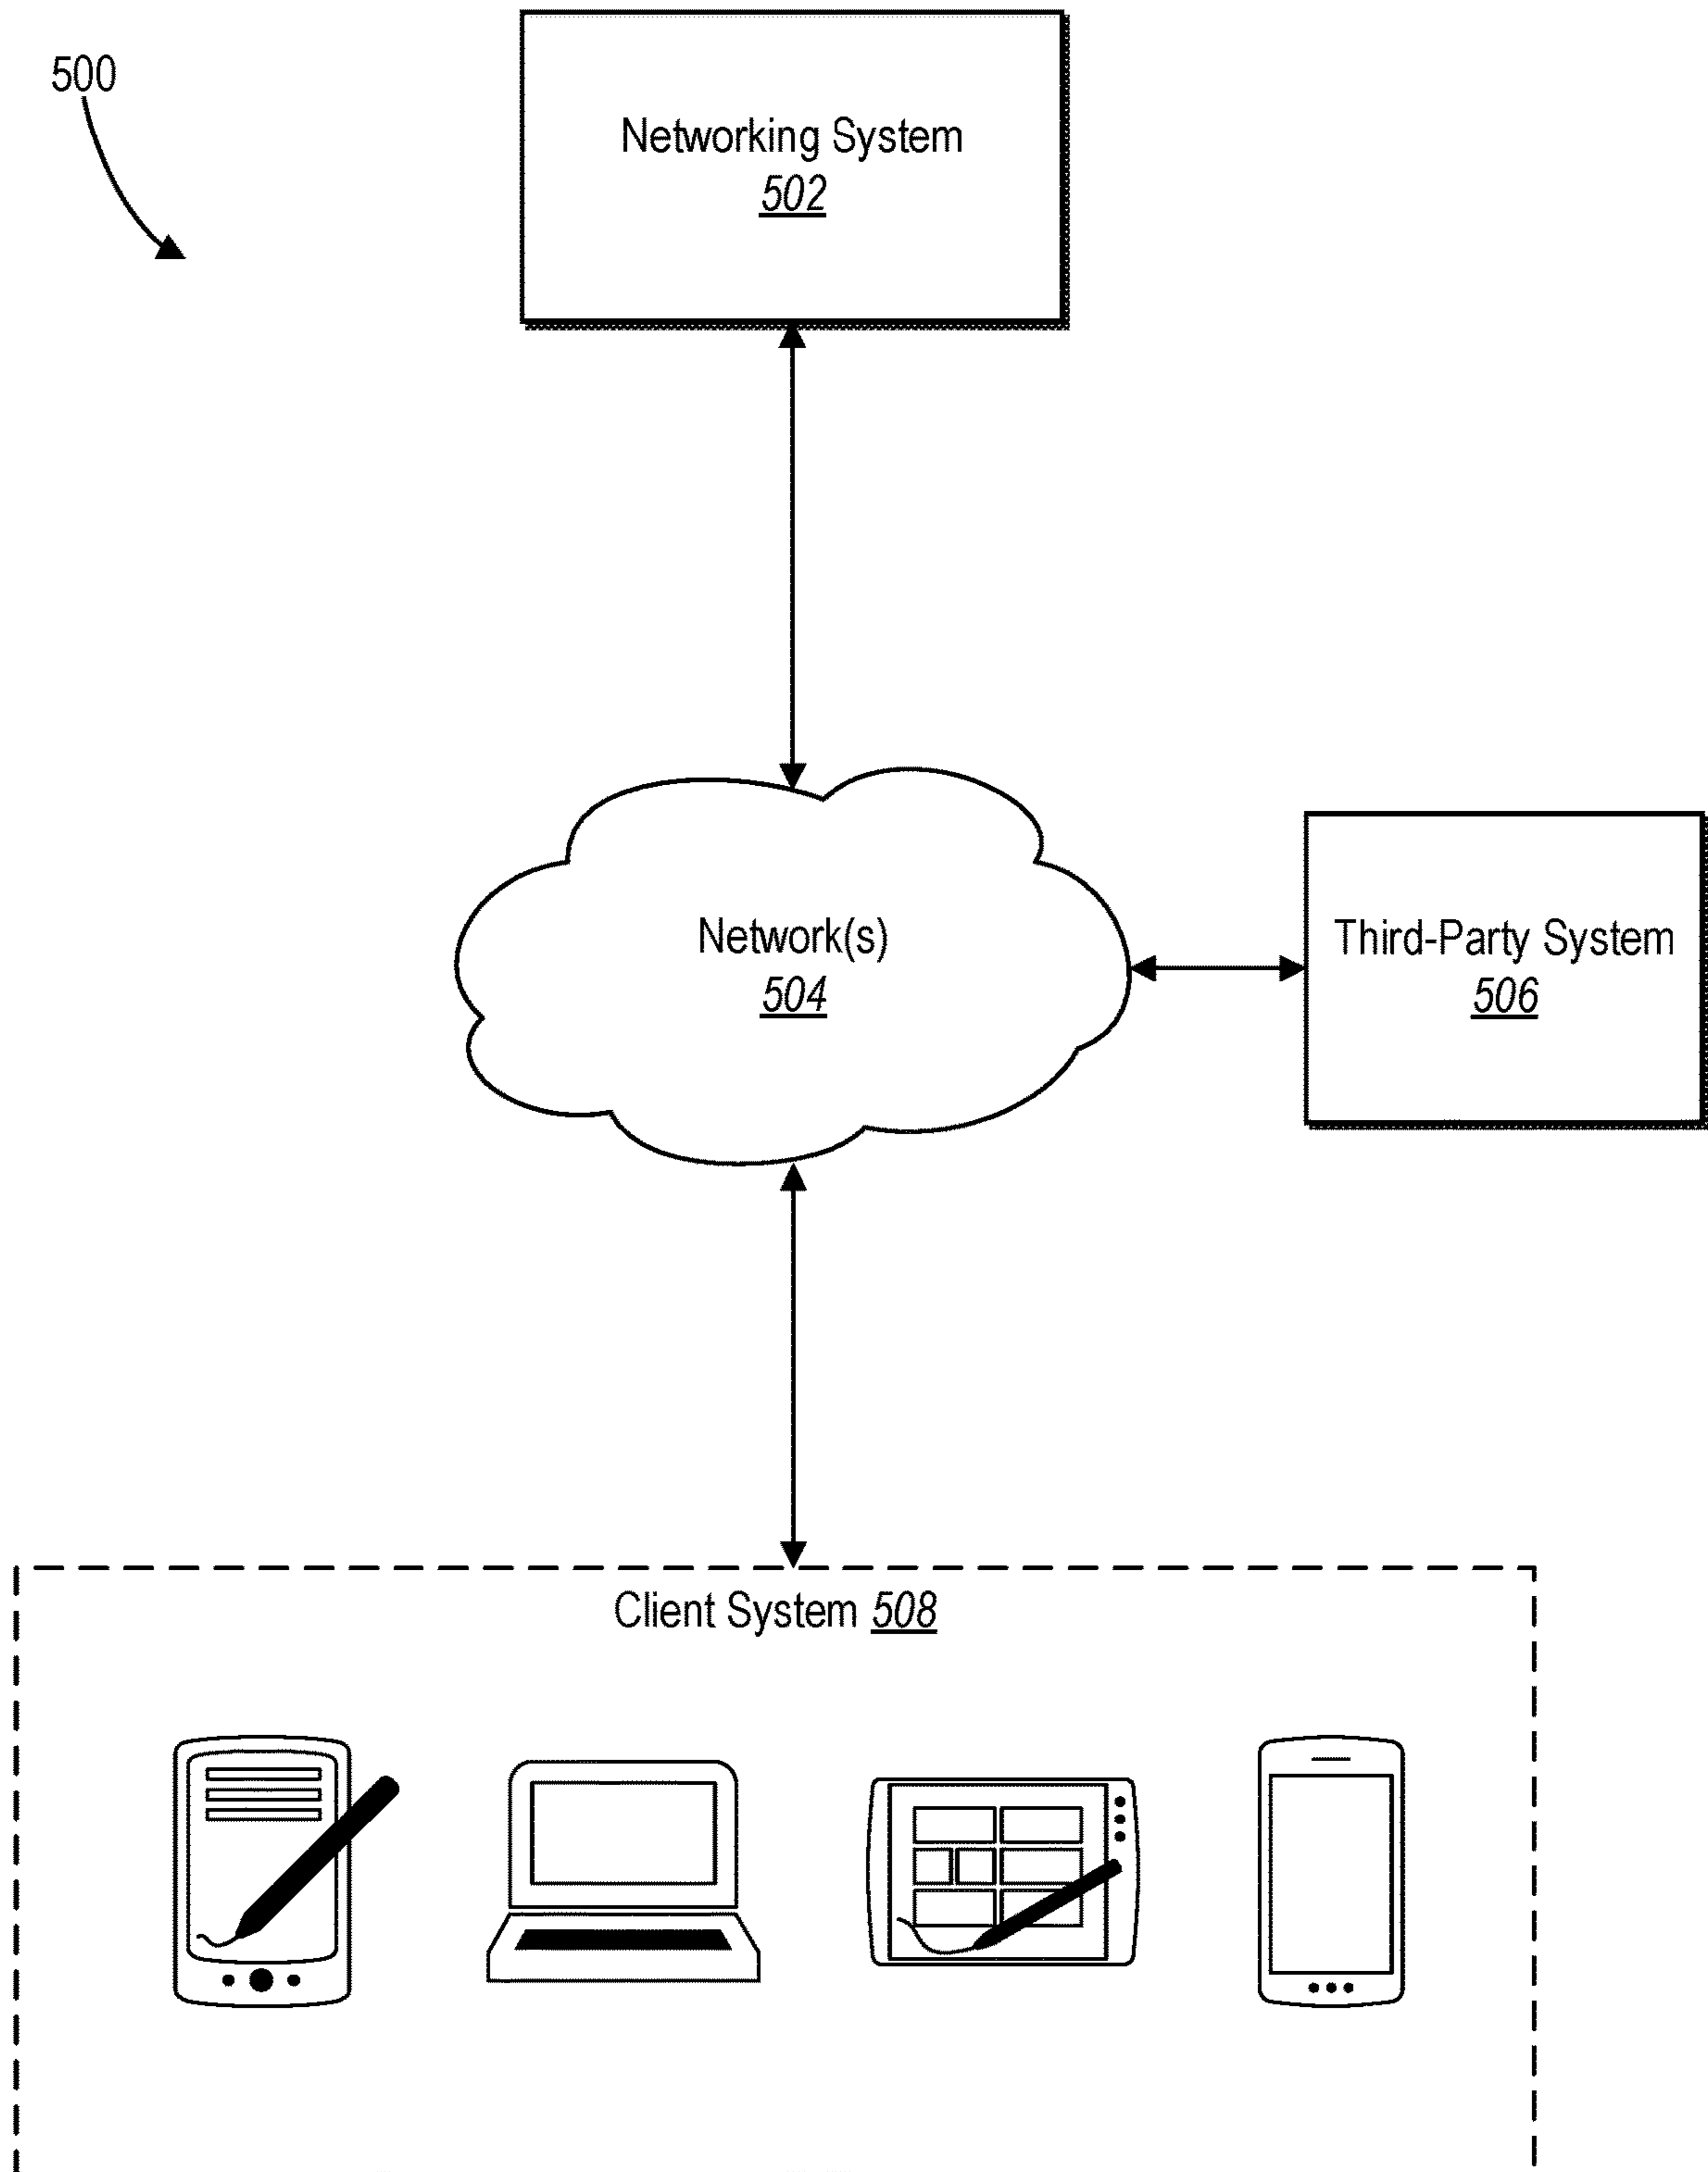 500
Networking System
502
Network(s)
504
Third-Party System
506
Client System 508